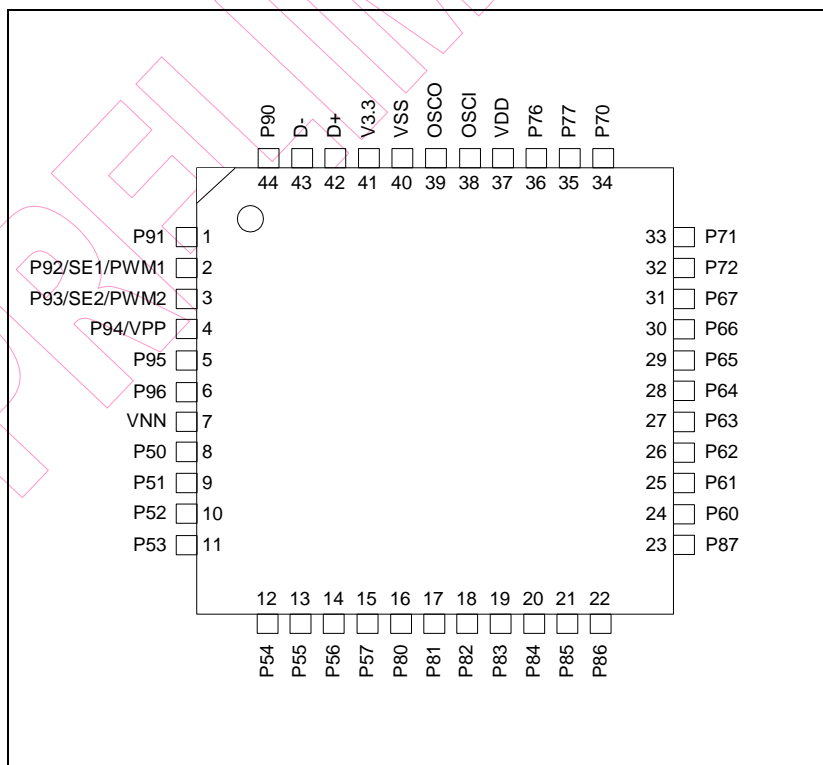 P90 D- D+ V3.3 VSS OSCO OSCI VDD P76 P77 P70
44 43 42 41 40 39 38 37 36 35 34
P91 1 33 P71
P92/SE1/PWM1 2 32 P72
P93/SE2/PWM2 3 31 P67
P94/VPP 4 30 P66
P95 5 29 P65
P96 6 28 P64
VNN 7 27 P63
P50 8 26 P62
P51 9 25 P61
P52 10 24 P60
P53 11 23 P87
12 13 14 15 16 17 18 19 20 21 22
P54 P55 P56 P57 P80 P81 P82 P83 P84 P85 P86